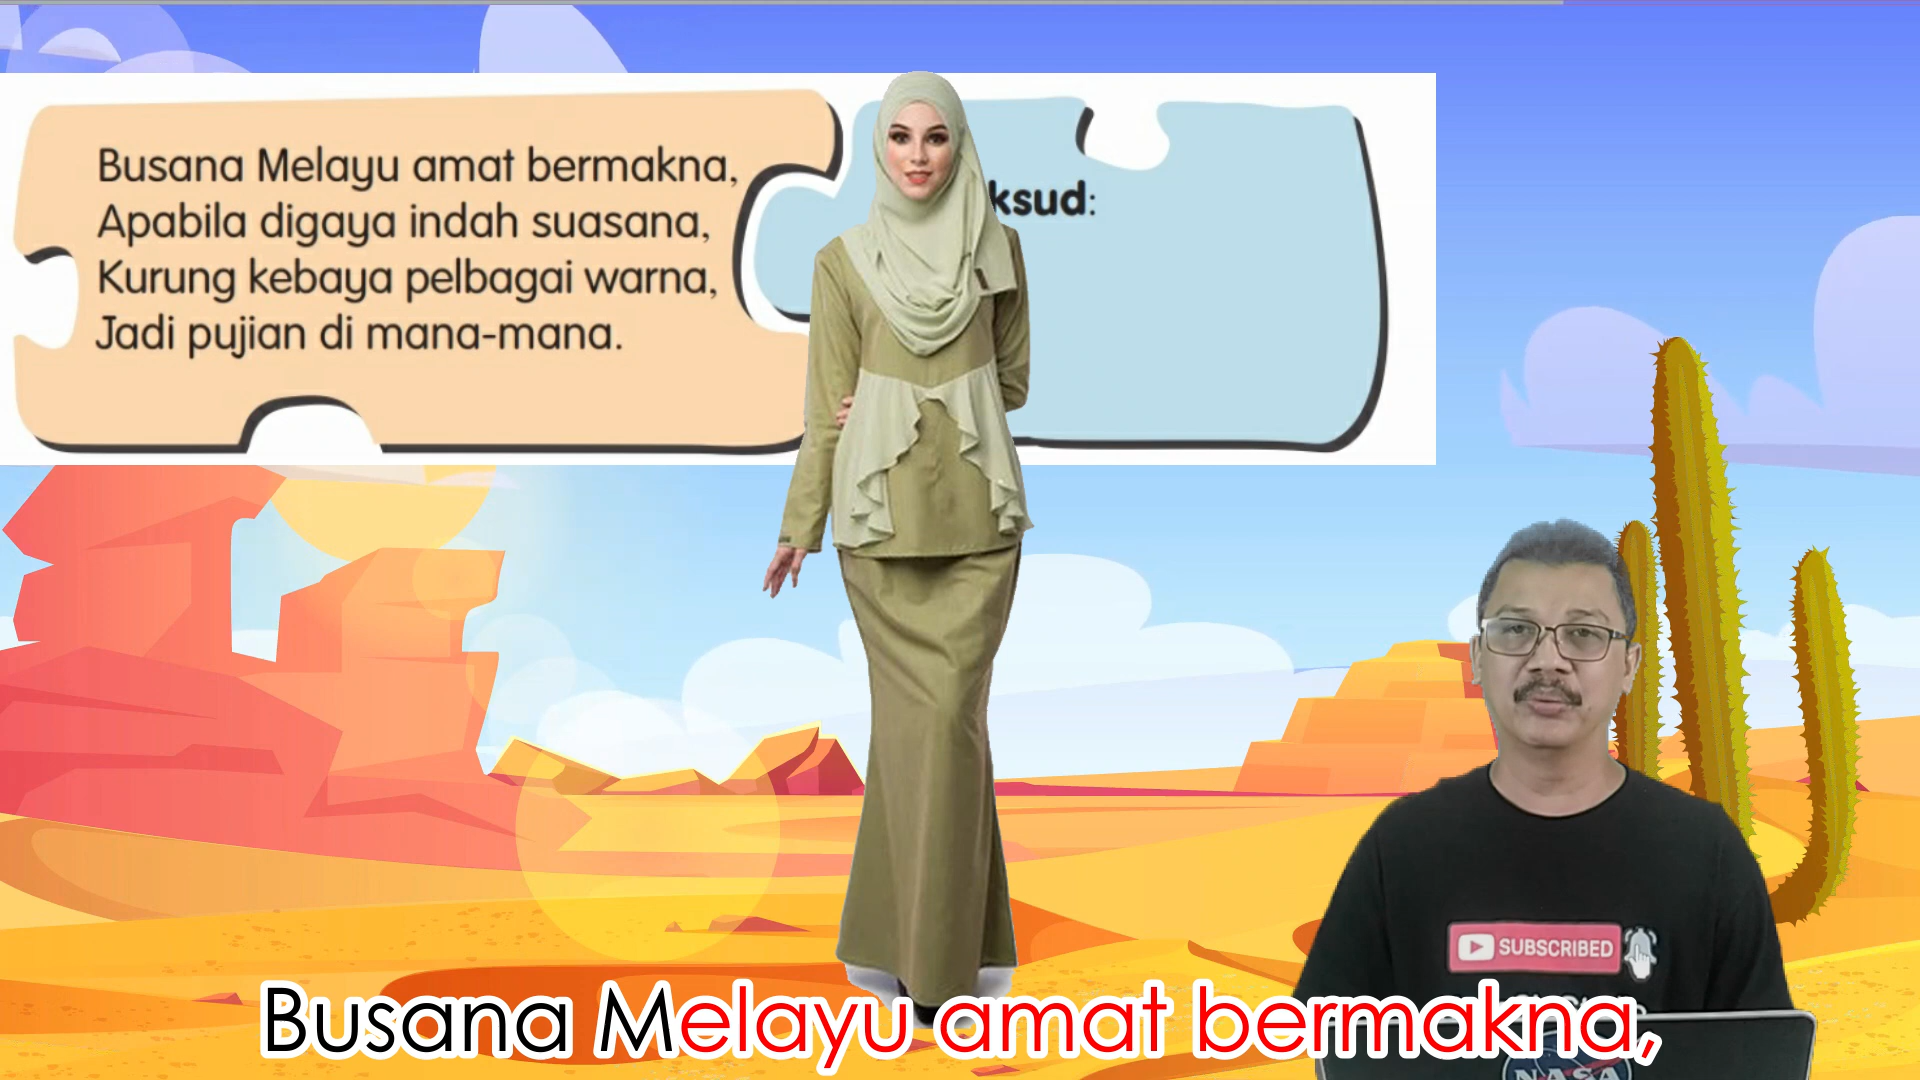 Busana Melayu amat bermakna,
Apabila digaya indah suasana,
Kurung kebaya pelbagai warna,
Jadi pujian di mana-mana.
ksud:
SUBSCRIBED
NASA
Busana Melayu amat bermakna,